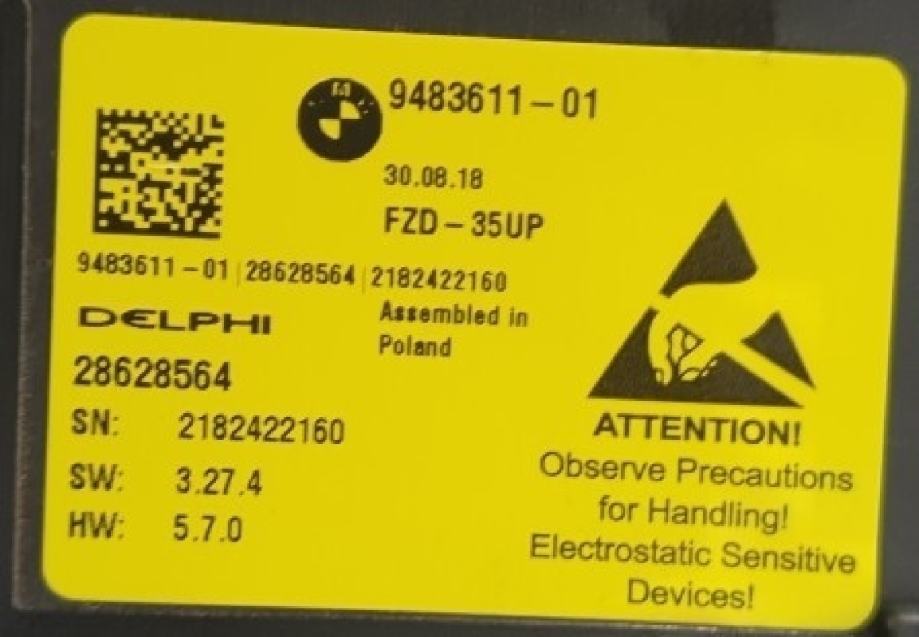 9483611-01
30.08.18
FZD-35UP
9483611-01|28628564|2182422160
DELPHI
Assembled in
Poland
28628564
SN: 2182422160
SW: 3.27.4
HW: 5.7.0
ATTENTION!
Observe Precautions
for Handling!
Electrostatic Sensitive
Devices!